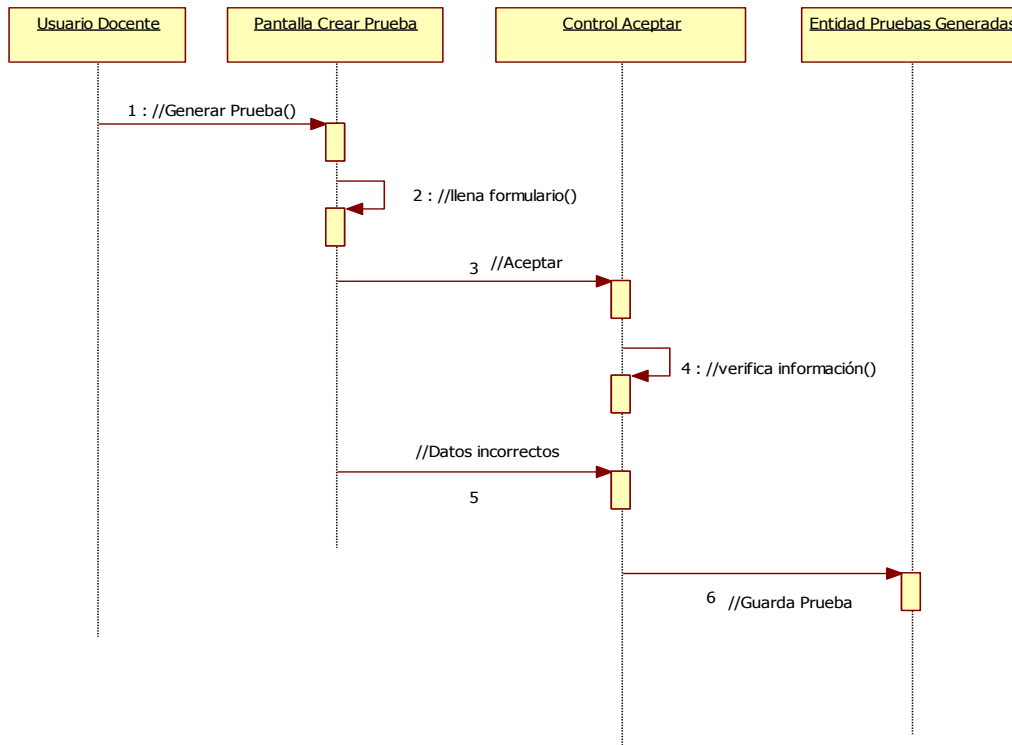 Usuario Docente
Pantalla Crear Prueba
Control Aceptar
Entidad Pruebas Generadas
1 : //Generar Prueba()
2 : //llena formulario()
3 //Aceptar
4 : //verifica información()
//Datos incorrectos
5
6 //Guarda Prueba